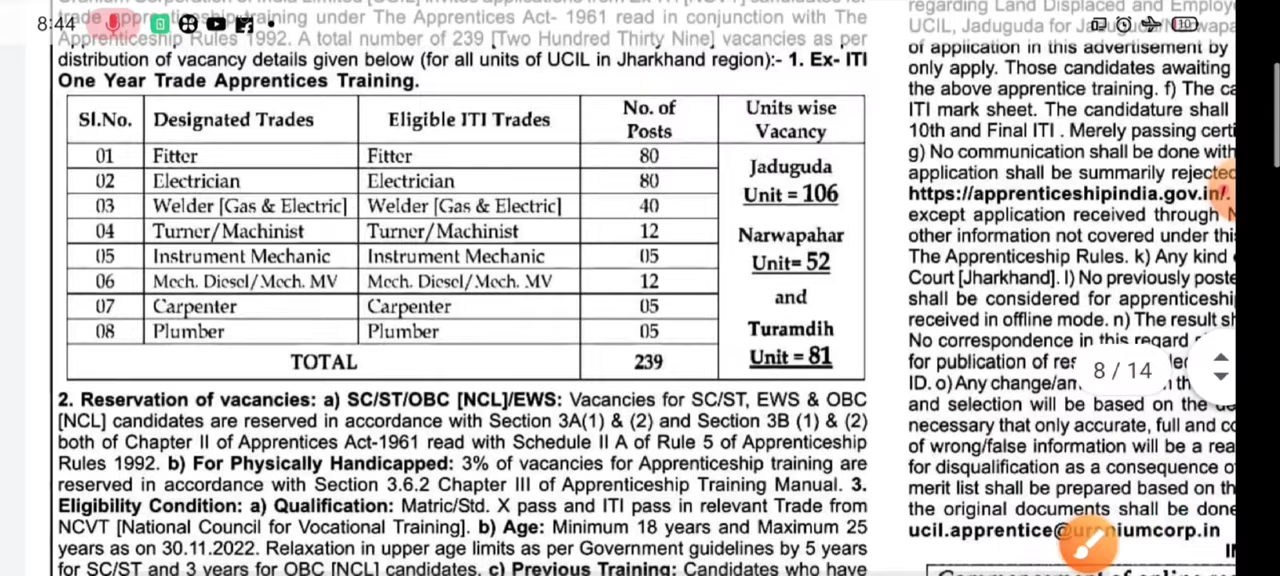 8:44
10
Apprenticeship Rules 1992. A total number of 239 [Two Hundred Thirty Nine] vacancies as per
distribution of vacancy details given below (for all units of UCIL in Jharkhand region):- 1. Ex- ITI
One Year Trade Apprentices Training.
Sl.No. Designated Trades Eligible ITI Trades No. of Posts Units wise Vacancy
01 Fitter Fitter 80
02 Electrician Electrician 80
03 Welder [Gas & Electric] Welder [Gas & Electric] 40
04 Turner/Machinist Turner/Machinist 12
05 Instrument Mechanic Instrument Mechanic 05
06 Mech. Diesel/Mech. MV Mech. Diesel/Mech. MV 12
07 Carpenter Carpenter 05
08 Plumber Plumber 05
TOTAL 239
Jaduguda
Unit = 106
Narwapahar
Unit= 52
and
Turamdih
Unit = 81
2. Reservation of vacancies: a) SC/ST/OBC [NCL]/EWS: Vacancies for SC/ST, EWS & OBC
[NCL] candidates are reserved in accordance with Section 3A(1) & (2) and Section 3B (1) & (2)
both of Chapter II of Apprentices Act-1961 read with Schedule II A of Rule 5 of Apprenticeship
Rules 1992. b) For Physically Handicapped: 3% of vacancies for Apprenticeship training are
reserved in accordance with Section 3.6.2 Chapter III of Apprenticeship Training Manual. 3.
Eligibility Condition: a) Qualification: Matric/Std. X pass and ITI pass in relevant Trade from
NCVT [National Council for Vocational Training]. b) Age: Minimum 18 years and Maximum 25
years as on 30.11.2022. Relaxation in upper age limits as per Government guidelines by 5 years
for SC/ST and 3 years for OBC [NCL] candidates. c) Previous Training: Candidates who have
regarding Land Displaced and Employ
UCIL, Jaduguda for
of application in this advertisement by
only apply. Those candidates awaiting
the above apprentice training. f) The
ITI mark sheet. The candidature shall
10th and Final ITI . Merely passing
g) No communication shall be done with
application shall be summarily rejected
https://apprenticeshipindia.gov.in/.
except application received through
other information not covered under
The Apprenticeship Rules. k) Any kind
Court [Jharkhand]. l) No previously
shall be considered for
received in offline mode. n) The result
No correspondence in this regard
for publication of
8 / 14
ID. o) Any
and selection will be based on the
necessary that only accurate, full and
of wrong/false information will be a
for disqualification as a consequence
merit list shall be prepared based on
the original documents shall be done
ucil.apprentice@uraniumcorp.in